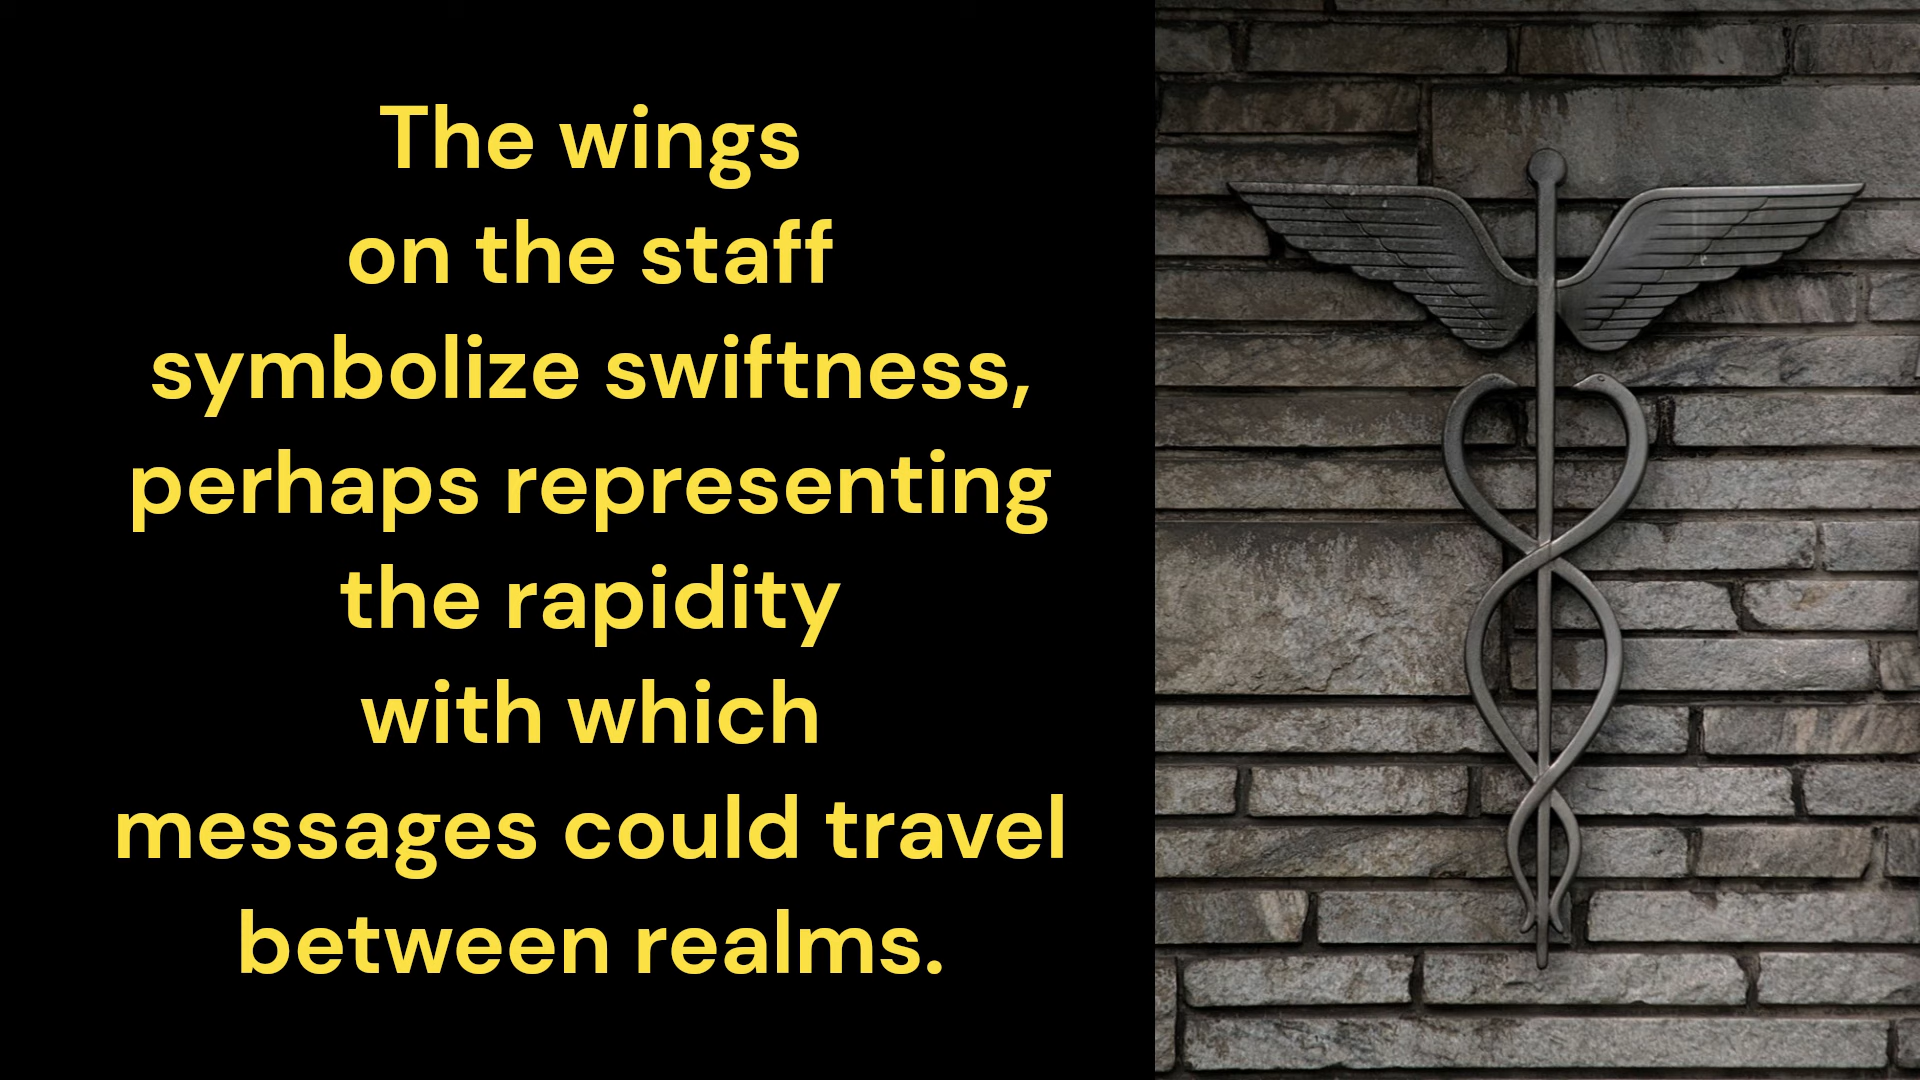 The wings
on the staff
symbolize swiftness,
perhaps representing
the rapidity
with which
messages could travel
between realms.